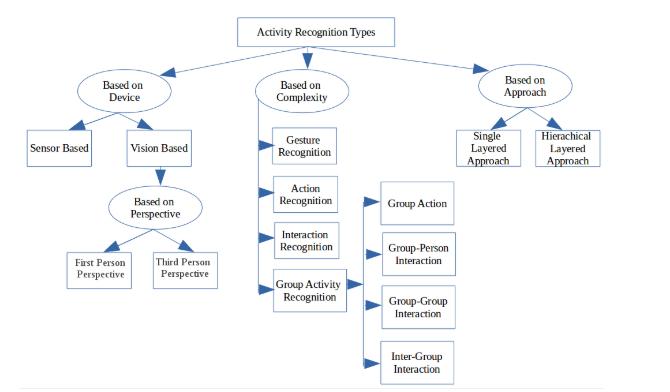 Activity Recognition Types
Based on
Device
Based on
Complexity
Based on
Approach
Sensor Based
Vision Based
Gesture
Recognition
Single
Layered
Approach
Hierachical
Layered
Approach
Based on
Perspective
Action
Recognition
Group Action
Interaction
Recognition
Group-Person
Interaction
First Person
Perspective
Third Person
Perspective
Group Activity
Recognition
Group-Group
Interaction
Inter-Group
Interaction